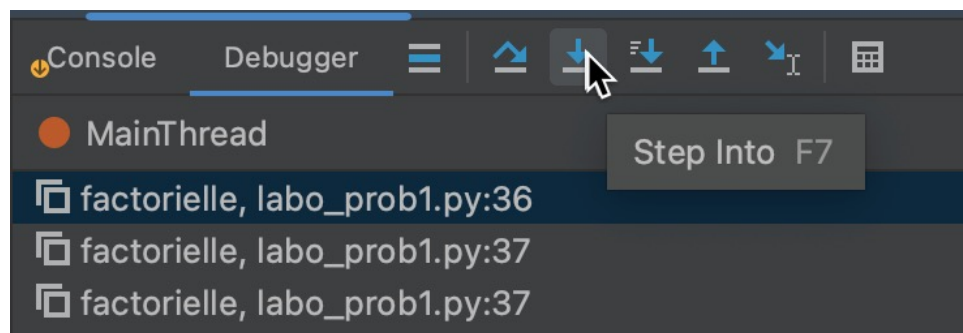 Console Debugger
MainThread
Step Into F7
factorielle, labo_prob1.py:36
factorielle, labo_prob1.py:37
factorielle, labo_prob1.py:37